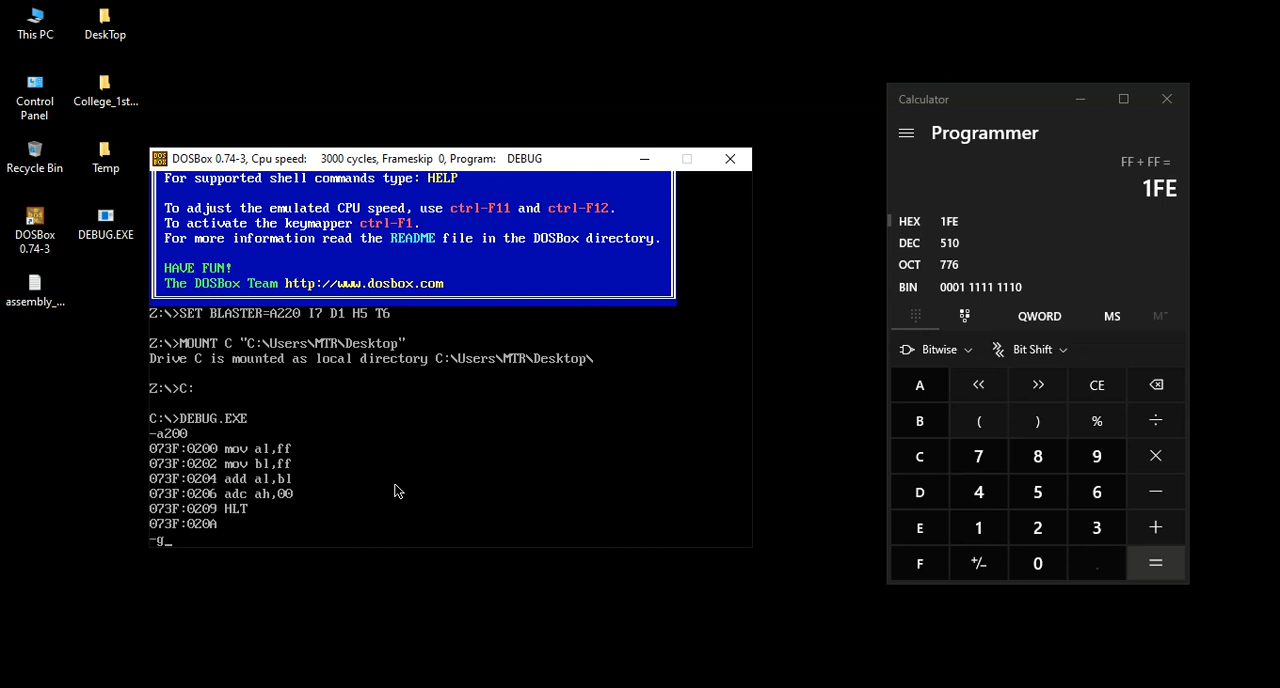 This PC
DeskTop
Control
Panel
College_1st...
Recycle Bin
Temp
DOSBox
0.74-3
DEBUG.EXE
assembly_...
DOSBox 0.74-3, Cpu speed: 3000 cycles, Frameskip 0, Program: DEBUG
For supported shell commands type: HELP
To adjust the emulated CPU speed, use ctrl-F11 and ctrl-F12.
To activate the keymapper ctrl-F1.
For more information read the README file in the DOSBox directory.
HAVE FUN!
The DOSBox Team http://www.dosbox.com
Z:\>SET BLASTER=A220 I7 D1 H5 T6
Z:\>MOUNT C "C:\Users\MTR\Desktop"
Drive C is mounted as local directory C:\Users\MTR\Desktop\
Z:\>C:
C:\>DEBUG.EXE
-a200
073F:0200 mov al,ff
073F:0202 mov bl,ff
073F:0204 add al,bl
073F:0206 adc ah,00
073F:0209 HLT
073F:020A
-g_
Calculator
Programmer
FF + FF =
1FE
HEX 1FE
DEC 510
OCT 776
BIN 0001 1111 1110
QWORD MS M˅
Bitwise Bit Shift
A << >> CE
B ( ) % ÷
C 7 8 9 ×
D 4 5 6 −
E 1 2 3 +
F +/− 0 . =